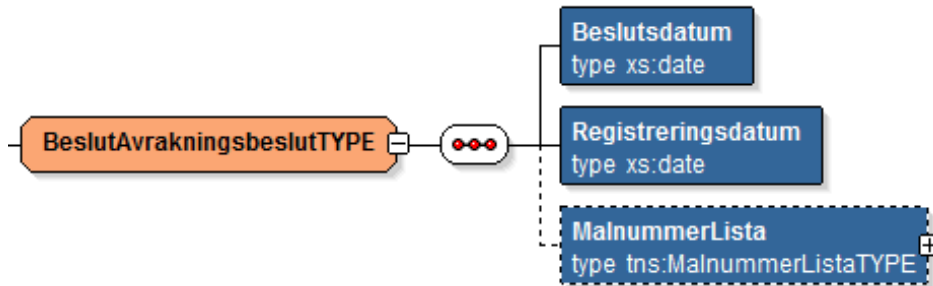 BeslutAvrakningsbeslutTYPE
Beslutsdatum
type xs:date
Registreringsdatum
type xs:date
MalnummerLista
type tns:MalnummerListaTYPE